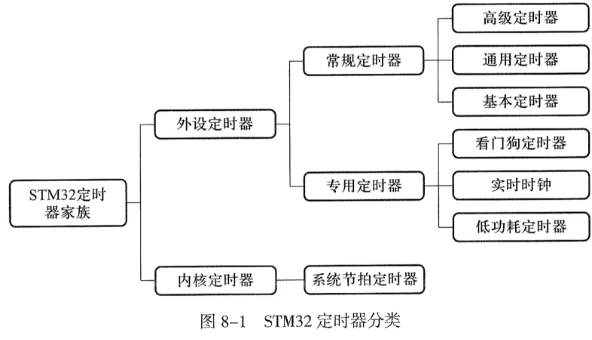 高级定时器
常规定时器
通用定时器
基本定时器
外设定时器
看门狗定时器
专用定时器
实时时钟
低功耗定时器
STM32定时
器家族
内核定时器
系统节拍定时器
图 8-1 STM32 定时器分类